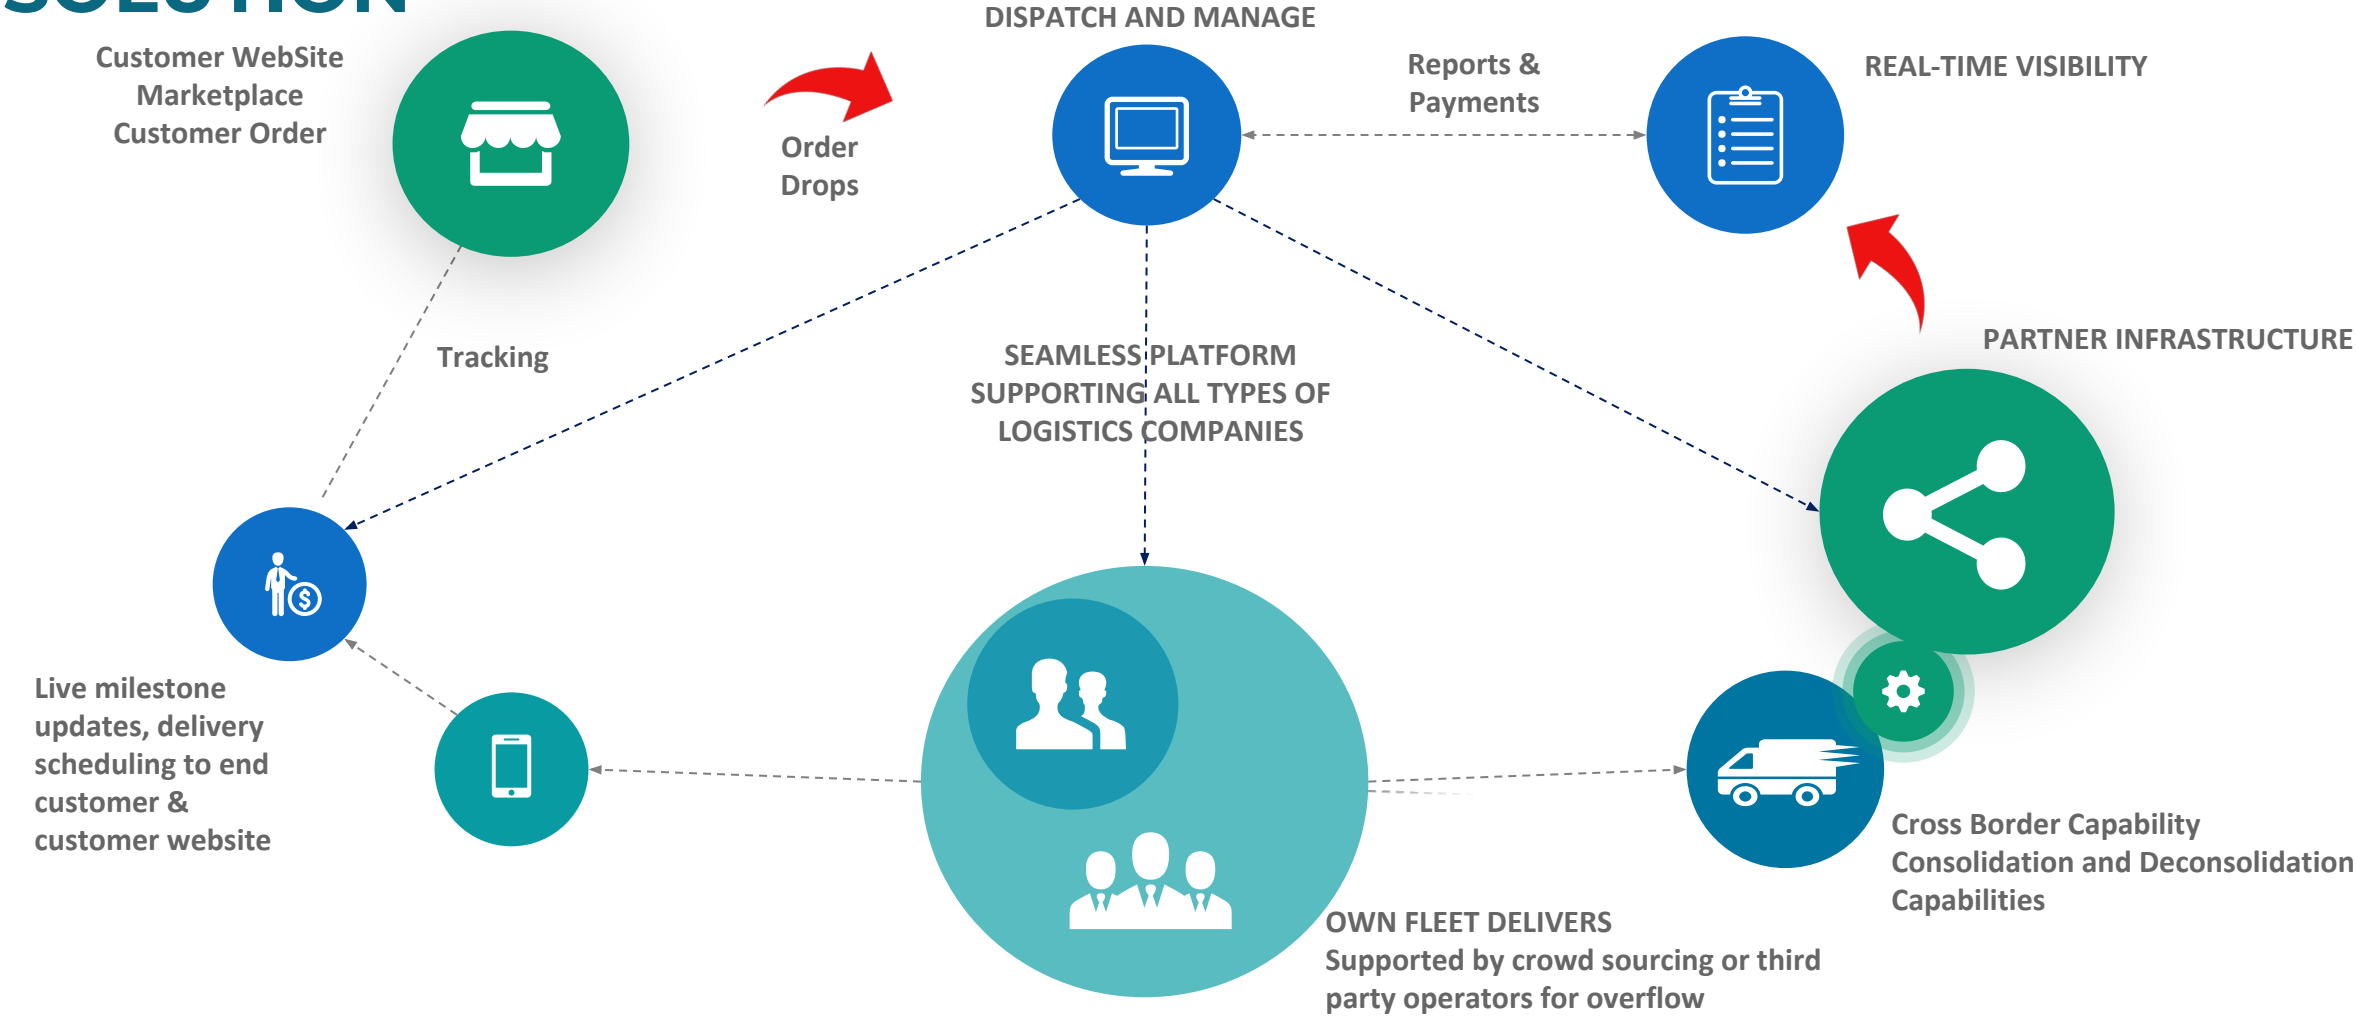 SOLUTION
DISPATCH AND MANAGE
Customer WebSite
Marketplace
Customer Order
Order
Drops
Reports &
Payments
REAL-TIME VISIBILITY
Tracking
SEAMLESS PLATFORM
SUPPORTING ALL TYPES OF
LOGISTICS COMPANIES
PARTNER INFRASTRUCTURE
$
Live milestone
updates, delivery
scheduling to end
customer &
customer website
Cross Border Capability
Consolidation and Deconsolidation
Capabilities
OWN FLEET DELIVERS
Supported by crowd sourcing or third
party operators for overflow